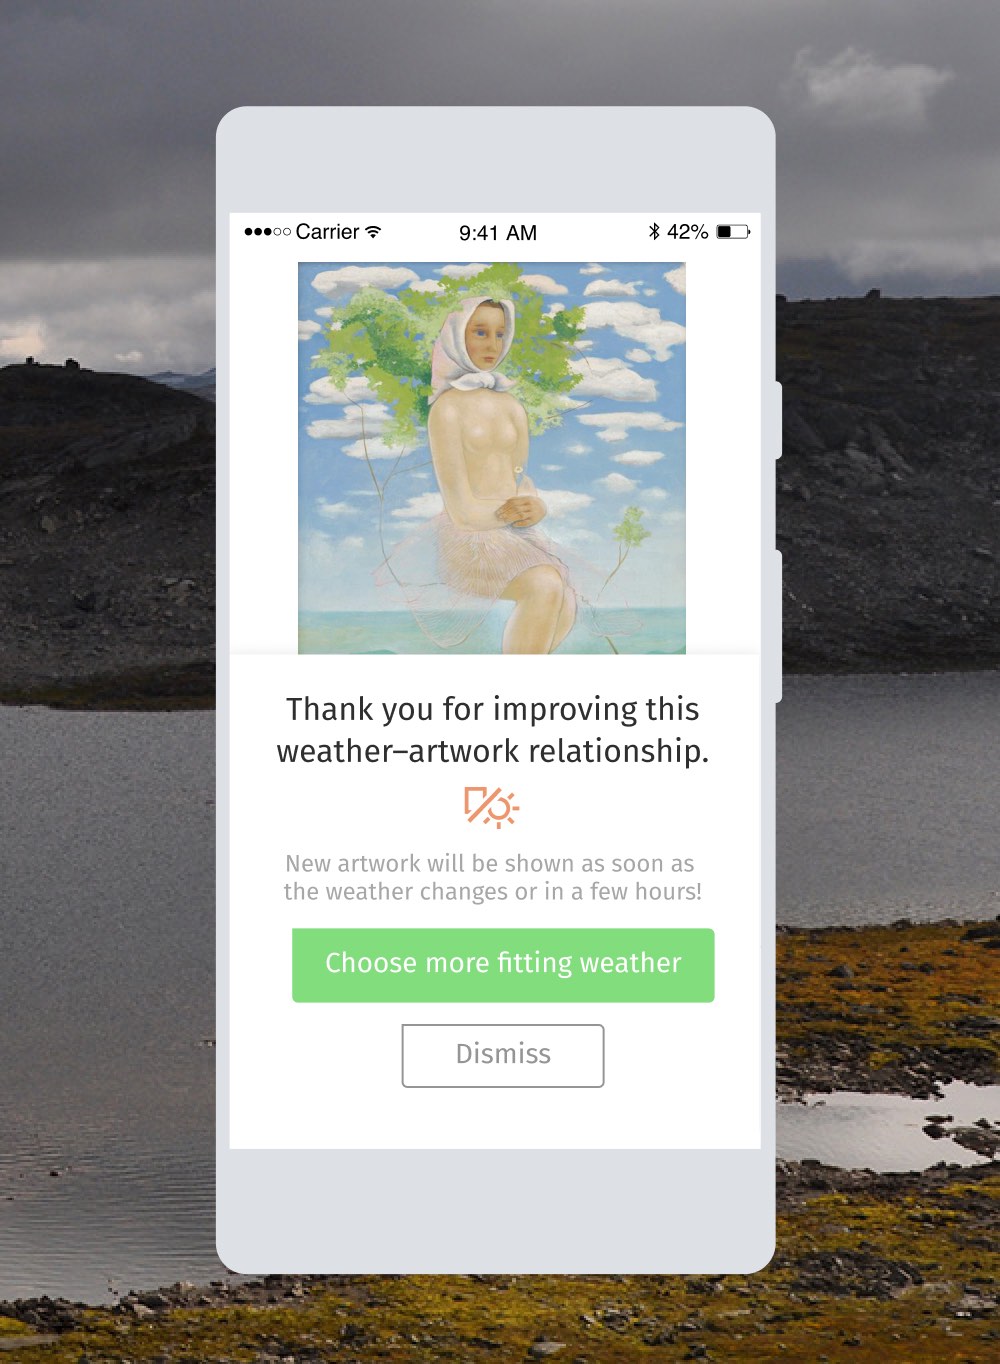 Carrier 9:41 AM 42%
Thank you for improving this
weather–artwork relationship.
New artwork will be shown as soon as
the weather changes or in a few hours!
Choose more fitting weather
Dismiss